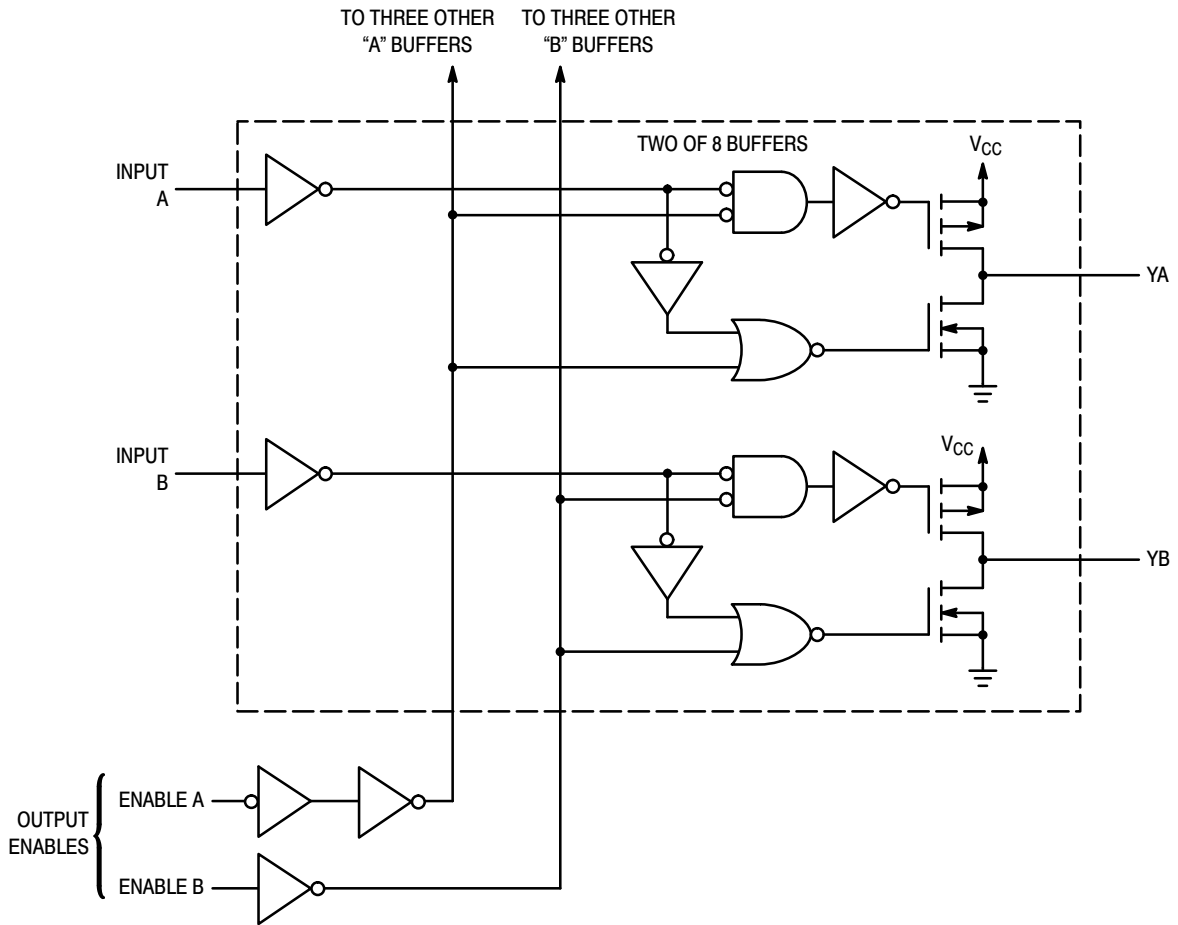 TO THREE OTHER
“A” BUFFERS
TO THREE OTHER
“B” BUFFERS
TWO OF 8 BUFFERS
INPUT
A
VCC
YA
INPUT
B
VCC
YB
OUTPUT
ENABLES
ENABLE A
ENABLE B